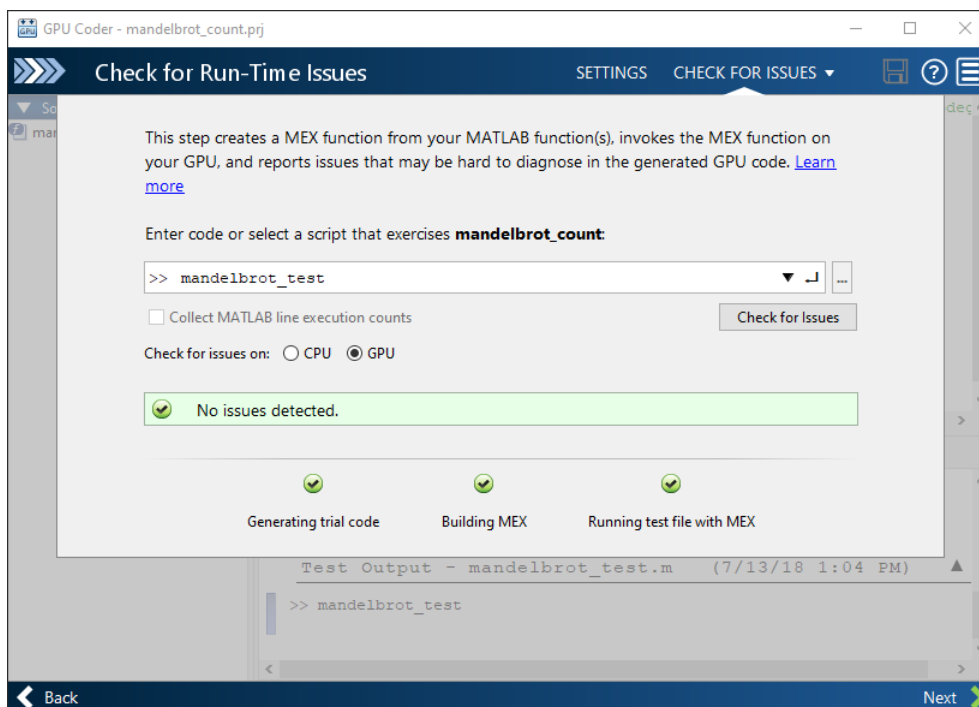 GPU Coder - mandelbrot_count.prj
Check for Run-Time Issues
SETTINGS
CHECK FOR ISSUES
So
mar
This step creates a MEX function from your MATLAB function(s), invokes the MEX function on
your GPU, and reports issues that may be hard to diagnose in the generated GPU code. Learn
more
Enter code or select a script that exercises mandelbrot_count:
>> mandelbrot_test
...
Collect MATLAB line execution counts
Check for Issues
Check for issues on: CPU GPU
No issues detected.
Generating trial code
Building MEX
Running test file with MEX
Test Output - mandelbrot_test.m (7/13/18 1:04 PM)
>> mandelbrot_test
Back
Next